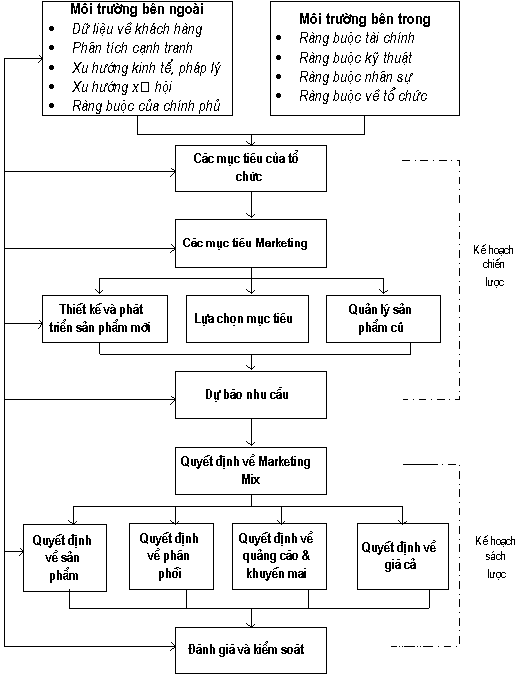 Môi trường bên ngoài
• Dữ liệu về khách hàng
• Phân tích cạnh tranh
• Xu hướng kinh tế, pháp lý
• Xu hướng x□ hội
• Ràng buộc của chính phủ
Môi trường bên trong
• Ràng buộc tài chính
• Ràng buộc kỹ thuật
• Ràng buộc nhân sự
• Ràng buộc về tổ chức
Các mục tiêu của tổ
chức
Các mục tiêu Marketing
Kế hoạch
chiến
lược
Thiết kế và phát
triển sản phẩm mới
Lựa chọn mục tiêu
Quản lý sản
phẩm cũ
Dự báo nhu cầu
Quyết định về Marketing
Mix
Quyết định
về sản
phẩm
Quyết định
về phân
phối
Quyết định về
quảng cáo &
khuyến mai
Quyết định về
giá cả
Kế hoạch
sách
lược
Đánh giá và kiểm soát